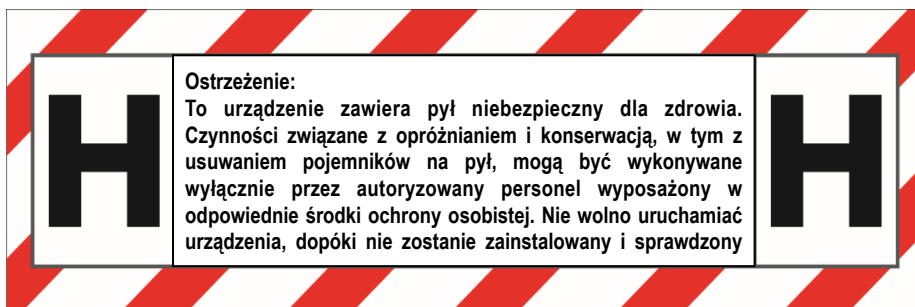 H
Ostrzeżenie:
To urządzenie zawiera pył niebezpieczny dla zdrowia.
Czynności związane z opróżnianiem i konserwacją, w tym z
usuwaniem pojemników na pył, mogą być wykonywane
wyłącznie przez autoryzowany personel wyposażony w
odpowiednie środki ochrony osobistej. Nie wolno uruchamiać
urządzenia, dopóki nie zostanie zainstalowany i sprawdzony
H